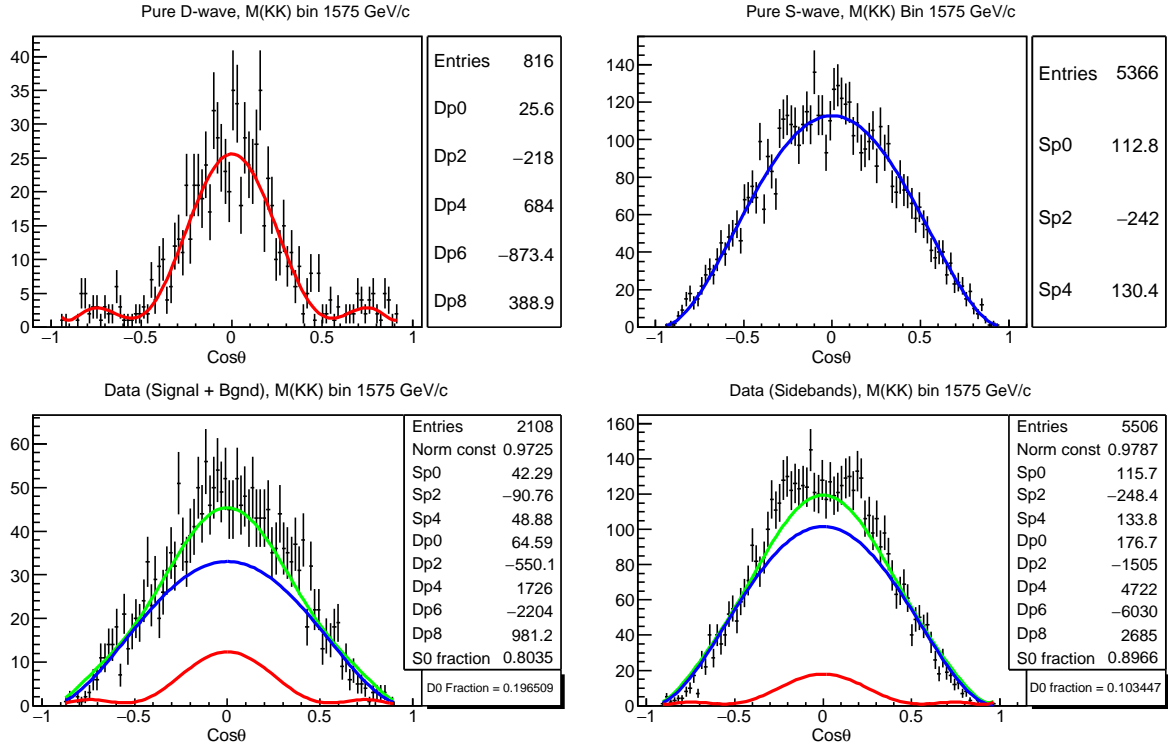 Pure D-wave, M(KK) bin 1575 GeV/c
40
35
30
25
20
15
10
5
0
−1 −0.5 0 0.5 1
Cosθ
Entries 816
Dp0 25.6
Dp2 −218
Dp4 684
Dp6 −873.4
Dp8 388.9
Pure S-wave, M(KK) Bin 1575 GeV/c
140
120
100
80
60
40
20
0
−1 −0.5 0 0.5 1
Cosθ
Entries 5366
Sp0 112.8
Sp2 −242
Sp4 130.4
Data (Signal + Bgnd), M(KK) bin 1575 GeV/c
60
50
40
30
20
10
0
−1 −0.5 0 0.5 1
Cosθ
Entries 2108
Norm const 0.9725
Sp0 42.29
Sp2 −90.76
Sp4 48.88
Dp0 64.59
Dp2 −550.1
Dp4 1726
Dp6 −2204
Dp8 981.2
S0 fraction 0.8035
D0 Fraction = 0.196509
Data (Sidebands), M(KK) bin 1575 GeV/c
160
140
120
100
80
60
40
20
0
−1 −0.5 0 0.5 1
Cosθ
Entries 5506
Norm const 0.9787
Sp0 115.7
Sp2 −248.4
Sp4 133.8
Dp0 176.7
Dp2 −1505
Dp4 4722
Dp6 −6030
Dp8 2685
S0 fraction 0.8966
D0 fraction = 0.103447